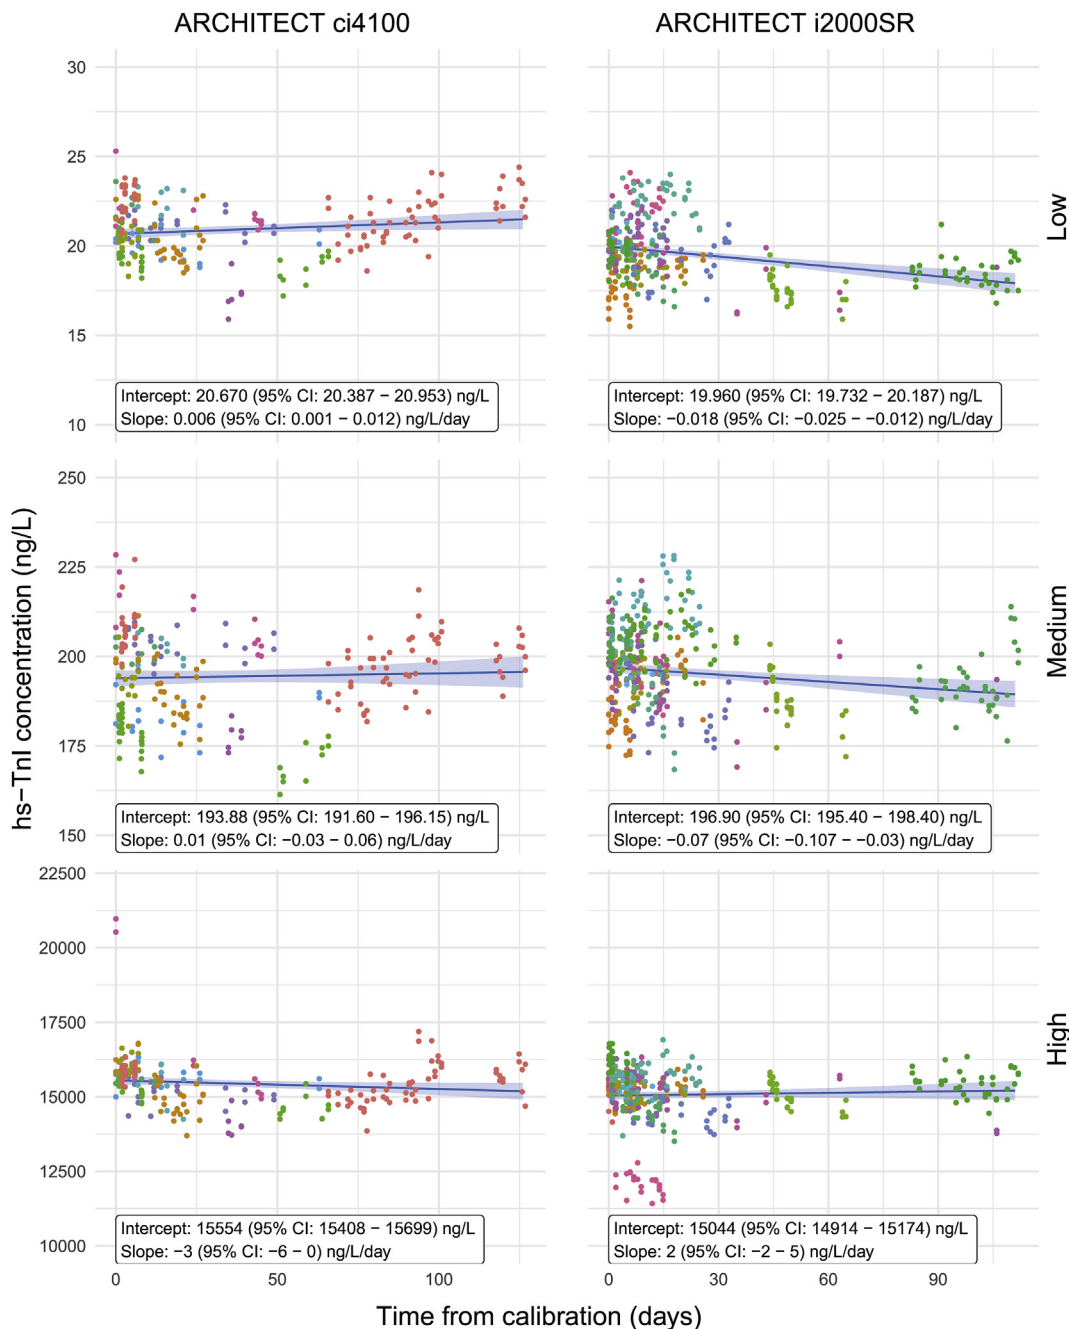 ARCHITECT ci4100
ARCHITECT i2000SR
30
25
20
15
10
Intercept: 20.670 (95% CI: 20.387 − 20.953) ng/L
Slope: 0.006 (95% CI: 0.001 − 0.012) ng/L/day
Intercept: 19.960 (95% CI: 19.732 − 20.187) ng/L
Slope: −0.018 (95% CI: −0.025 − −0.012) ng/L/day
Low
250
225
200
175
150
Intercept: 193.88 (95% CI: 191.60 − 196.15) ng/L
Slope: 0.01 (95% CI: −0.03 − 0.06) ng/L/day
Intercept: 196.90 (95% CI: 195.40 − 198.40) ng/L
Slope: −0.07 (95% CI: −0.107 − −0.03) ng/L/day
Medium
hs−TnI concentration (ng/L)
22500
20000
17500
15000
12500
10000
Intercept: 15554 (95% CI: 15408 − 15699) ng/L
Slope: −3 (95% CI: −6 − 0) ng/L/day
Intercept: 15044 (95% CI: 14914 − 15174) ng/L
Slope: 2 (95% CI: −2 − 5) ng/L/day
High
0 50 100
0 30 60 90
Time from calibration (days)